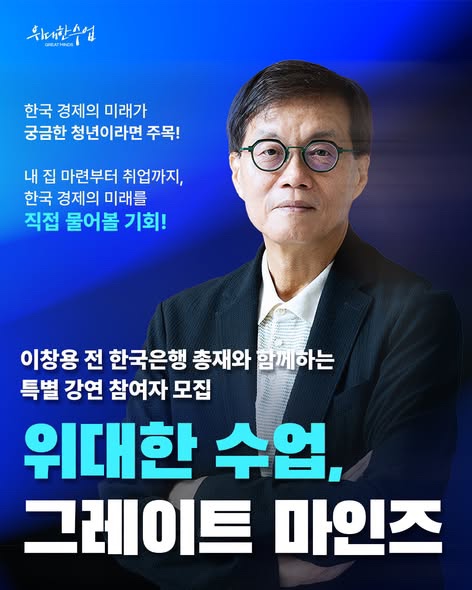 위대한수업
GREAT MINDS
한국 경제의 미래가
궁금한 청년이라면 주목!
내 집 마련부터 취업까지,
한국 경제의 미래를
직접 물어볼 기회!
이창용 전 한국은행 총재와 함께하는
특별 강연 참여자 모집
위대한 수업,
그레이트 마인즈